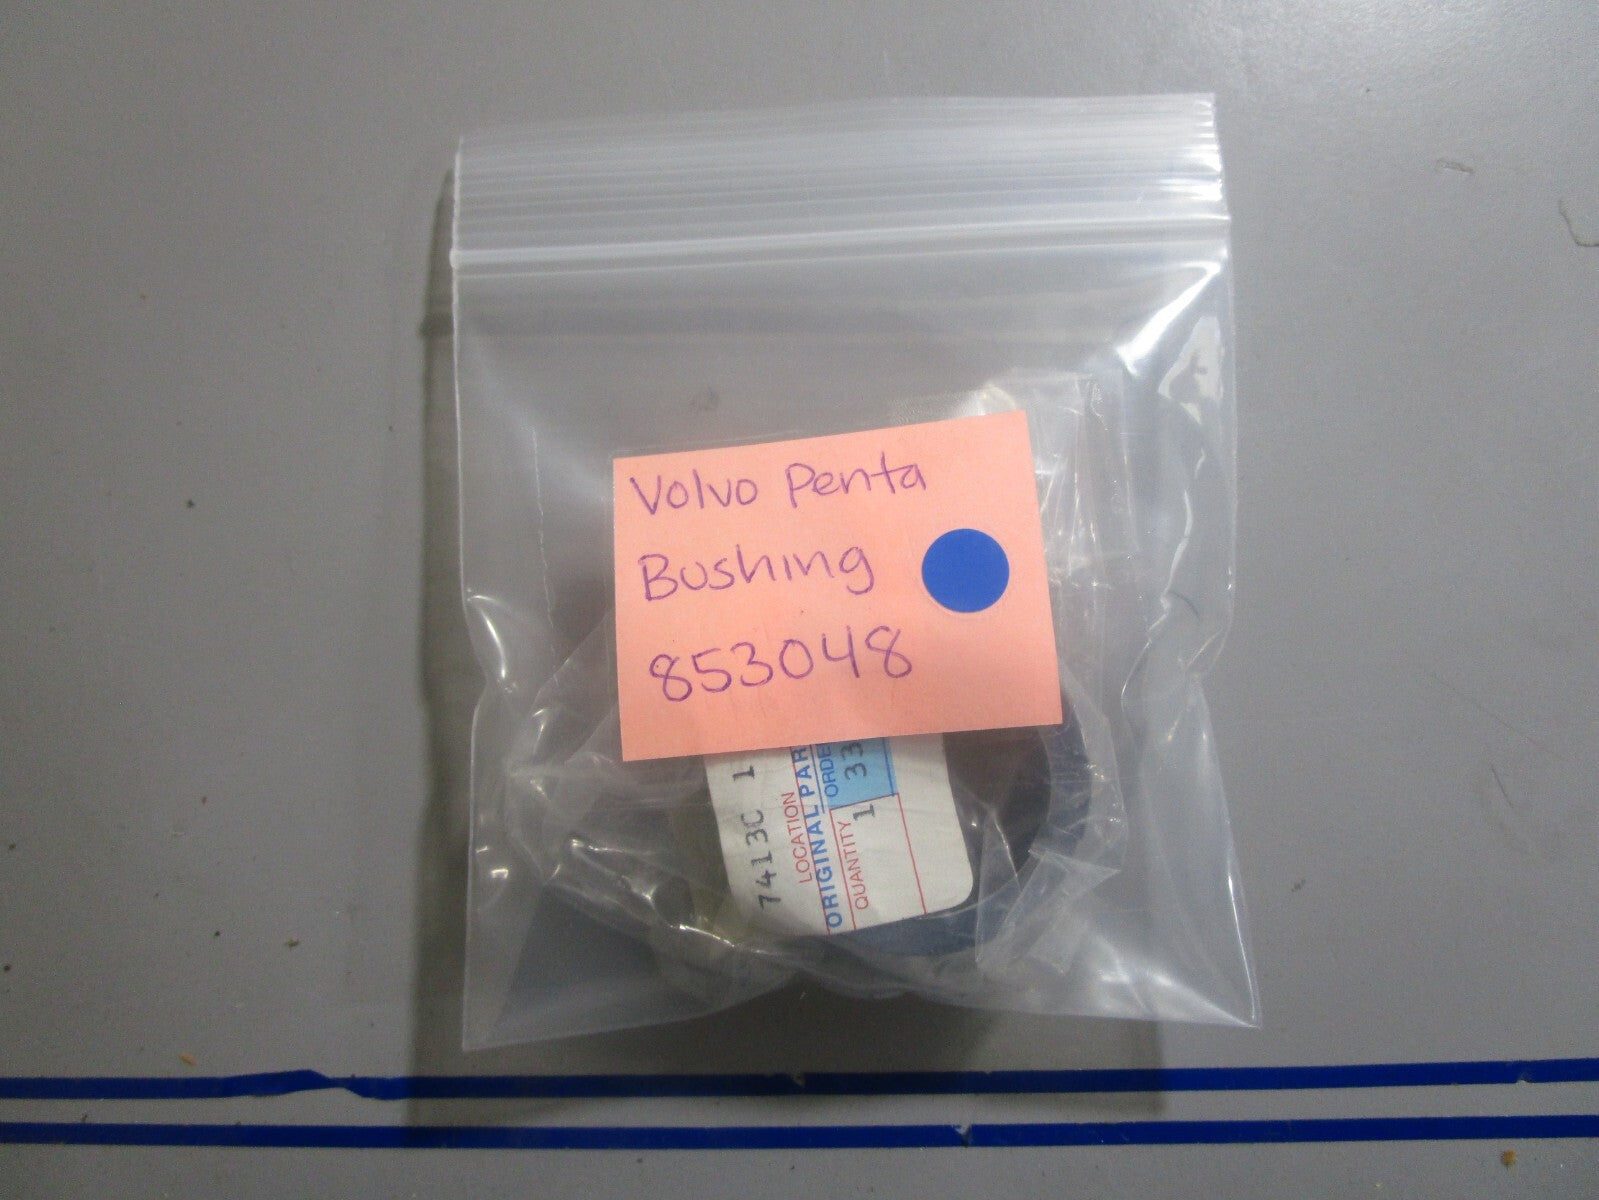 Volvo Penta
Bushing
853048
7413C 1
LOCATION
ORIGINAL PAR
ORDE
33
QUANTITY
1